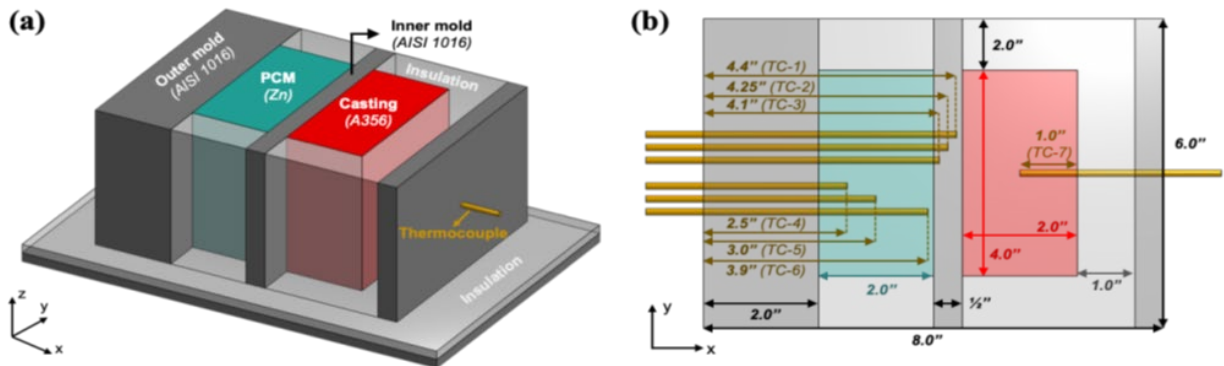 (a)
Inner mold
(AISI 1016)
Outer mold
(AISI 1016)
PCM
(Zn)
Insulation
Casting
(A356)
Thermocouple
Insulation
z
y
x
(b)
2.0"
4.4" (TC-1)
4.25" (TC-2)
4.1" (TC-3)
1.0"
(TC-7)
6.0"
2.5" (TC-4)
3.0" (TC-5)
3.9" (TC-6)
2.0"
4.0"
2.0"
1.0"
2.0"
½"
8.0"
y
x